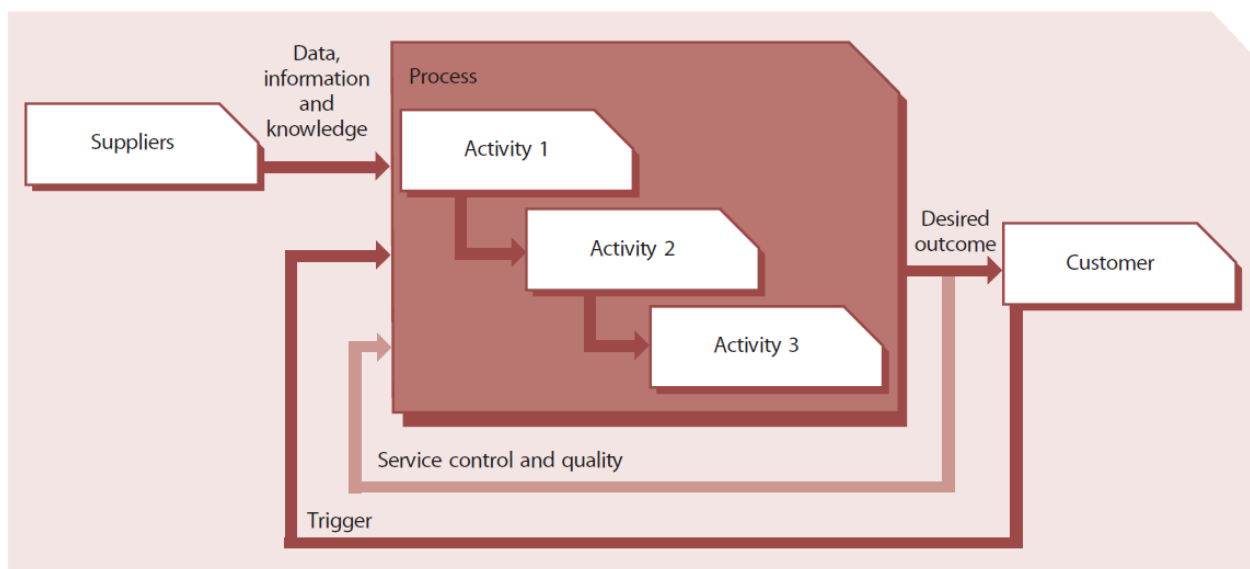 Data,
information
and
knowledge
Suppliers
Process
Activity 1
Activity 2
Activity 3
Desired
outcome
Customer
Service control and quality
Trigger